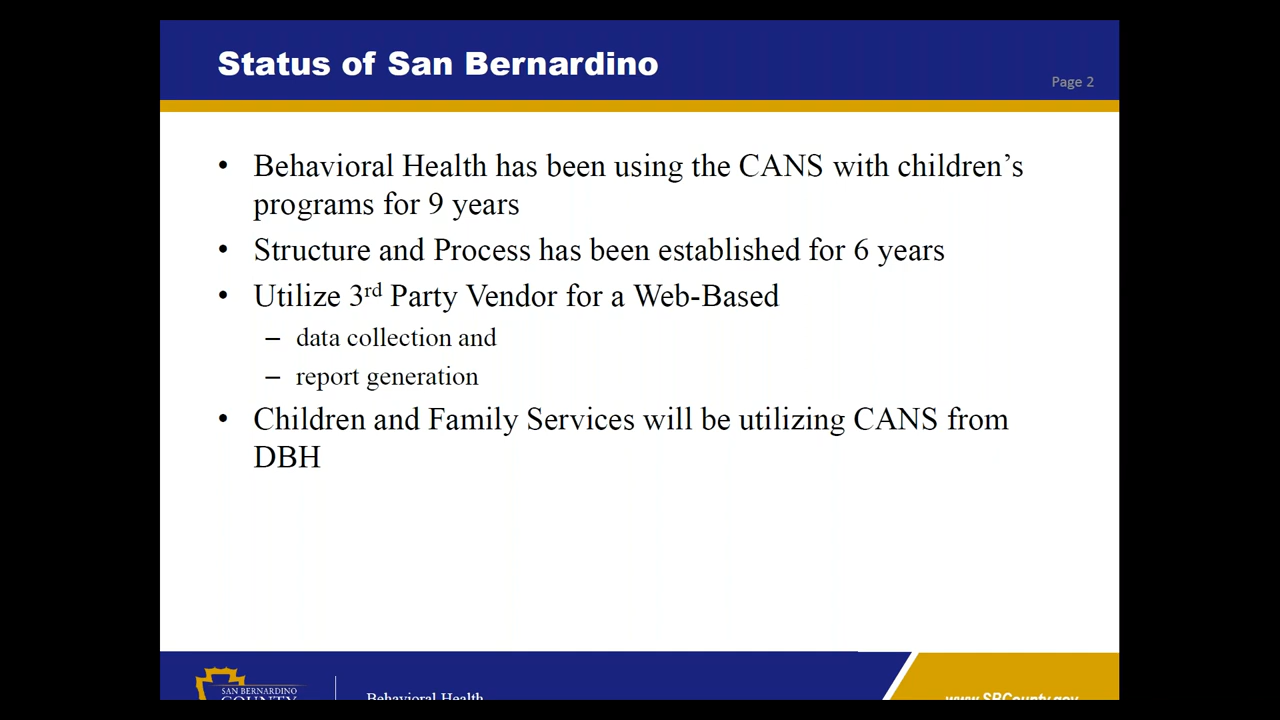 Status of San Bernardino
Page 2
• Behavioral Health has been using the CANS with children’s
programs for 9 years
• Structure and Process has been established for 6 years
• Utilize 3rd Party Vendor for a Web-Based
– data collection and
– report generation
• Children and Family Services will be utilizing CANS from
DBH
SAN BERNARDINO
COUNTY
Behavioral Health
www.SBCounty.gov